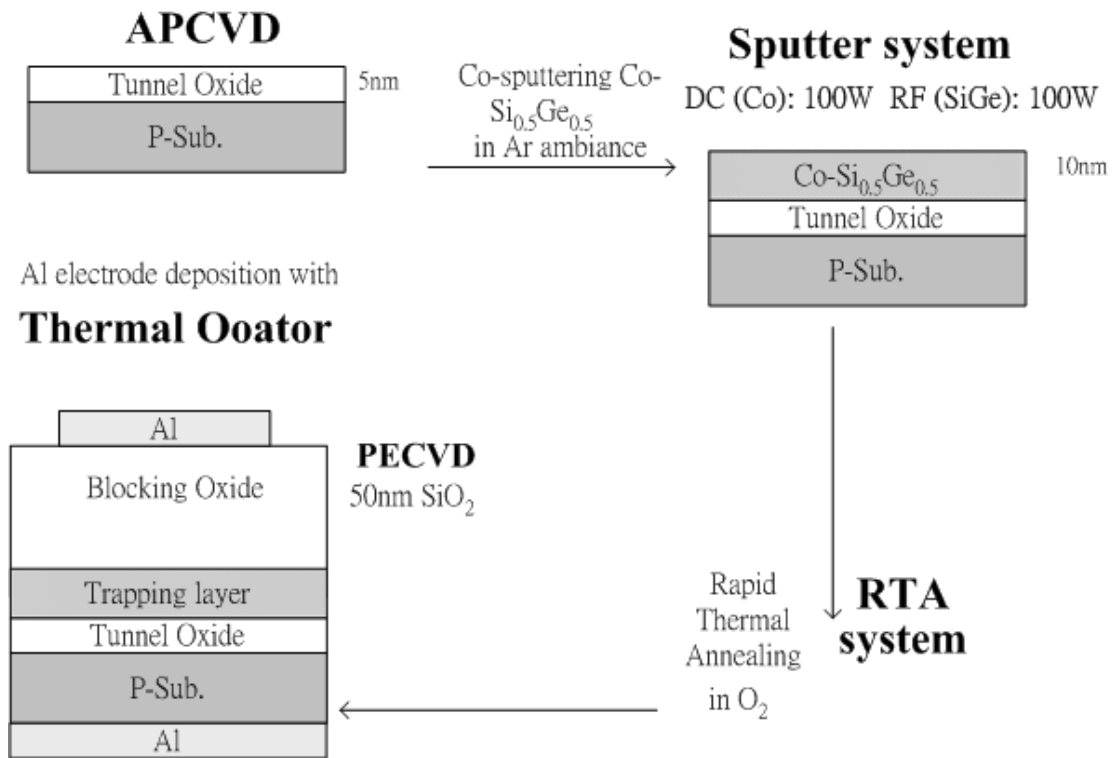 APCVD
Tunnel Oxide
5nm
P-Sub.
Co-sputtering Co-
Si0.5Ge0.5
in Ar ambiance
Sputter system
DC (Co): 100W RF (SiGe): 100W
Co-Si0.5Ge0.5
10nm
Tunnel Oxide
P-Sub.
Rapid
Thermal
Annealing
in O2
RTA
system
Al electrode deposition with
Thermal Ooator
Al
Blocking Oxide
PECVD
50nm SiO2
Trapping layer
Tunnel Oxide
P-Sub.
Al